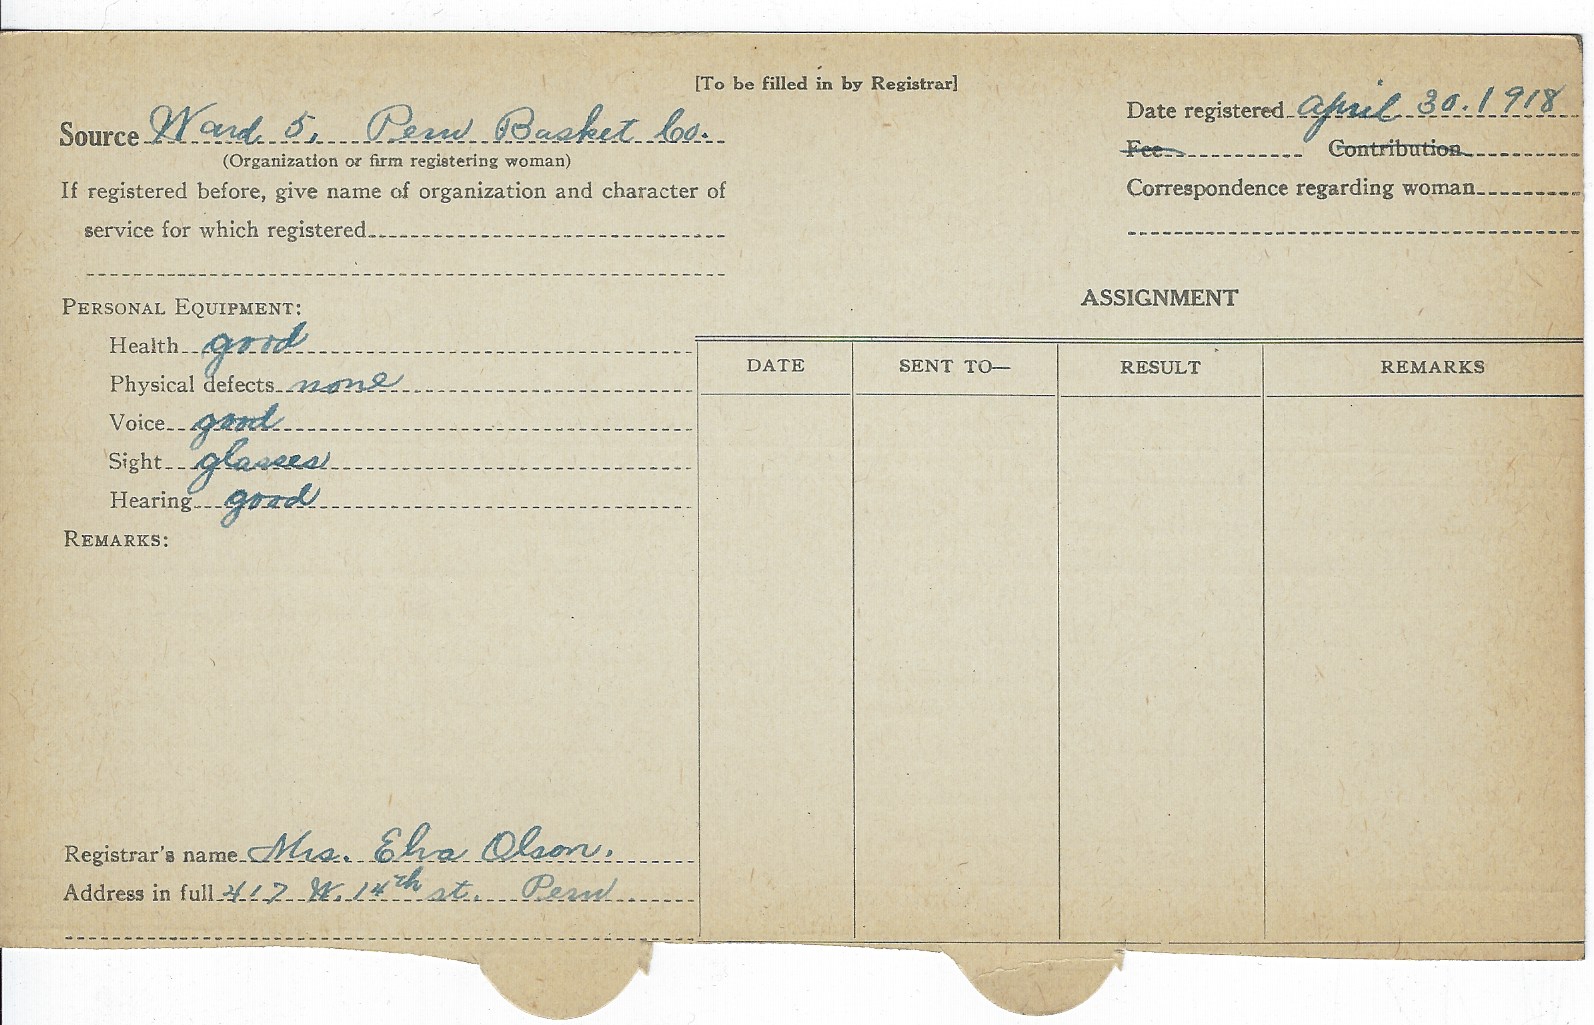 [To be filled in by Registrar]
Source Ward. 5, Peru Basket Co.
(Organization or firm registering woman)
If registered before, give name of organization and character of
service for which registered
Date registered April 30. 1918
Fee Contribution
Correspondence regarding woman
PERSONAL EQUIPMENT:
Health good
Physical defects none
Voice good
Sight glasses
Hearing good
REMARKS:
ASSIGNMENT
DATE SENT TO— RESULT REMARKS
Registrar's name Mrs. Elva Olson.
Address in full 417 W. 14th st. Peru